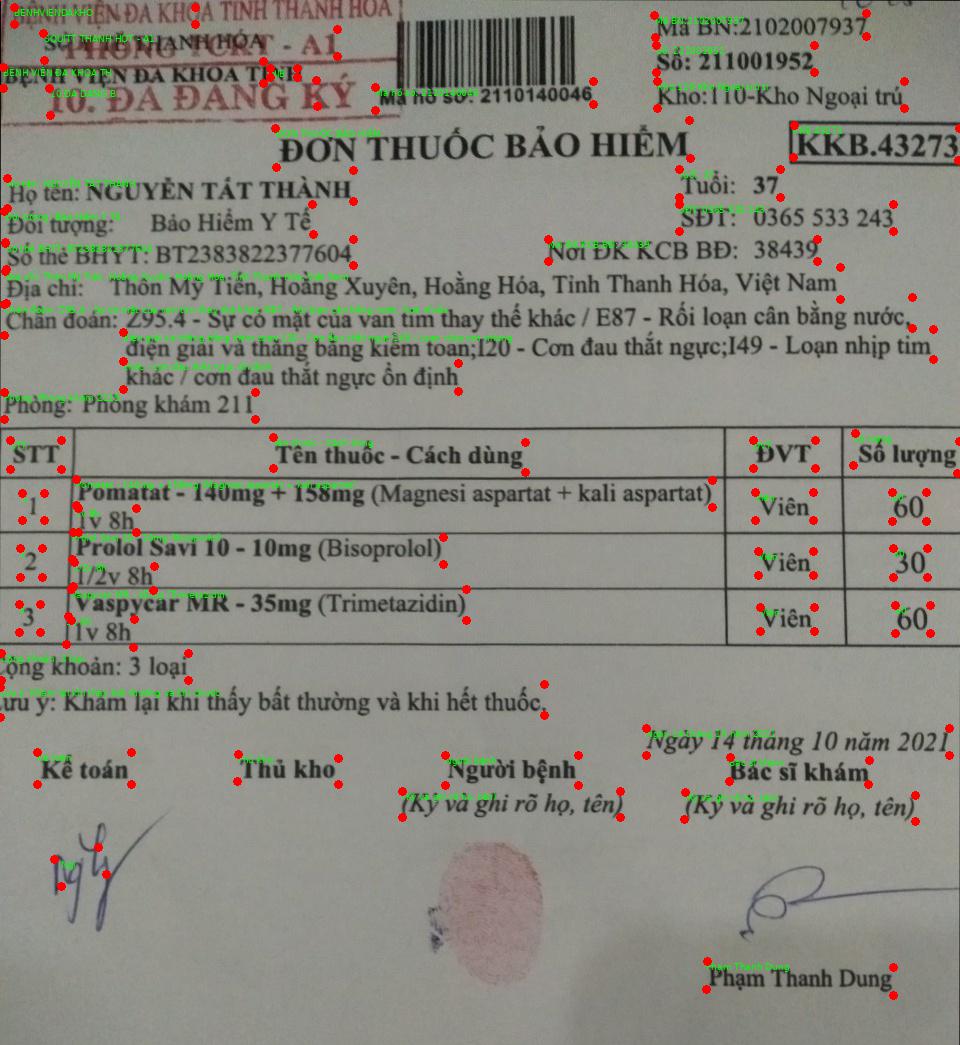 BỆNH VIỆN ĐA KHOA TỈNH THANH HÓA
SỞ Y TẾ THANH HÓA
PHÒNG TIẾP ĐÓN - A1
BỆNH VIỆN ĐA KHOA TỈNH
10. ĐA ĐĂNG KÝ
Mã hồ sơ: 2110140046
Mã BN:2102007937
Số: 211001952
Kho:110-Kho Ngoại trú
ĐƠN THUỐC BẢO HIỂM
KKB.43273
Họ tên: NGUYỄN TẤT THÀNH
Tuổi: 37
Đối tượng: Bảo Hiểm Y Tế
SĐT: 0365 533 243
Số thẻ BHYT: BT2383822377604
Nơi ĐK KCB BĐ: 38439
Địa chỉ: Thôn Mỹ Tiến, Hoằng Xuyên, Hoằng Hóa, Tỉnh Thanh Hóa, Việt Nam
Chẩn đoán: Z95.4 - Sự có mặt của van tim thay thế khác / E87 - Rối loạn cân bằng nước,
điện giải và thăng bằng kiềm toan;I20 - Cơn đau thắt ngực;I49 - Loạn nhịp tim
khác / cơn đau thắt ngực ổn định
Phòng: Phòng khám 211
STT Tên thuốc - Cách dùng ĐVT Số lượng
1 Pomatat - 140mg + 158mg (Magnesi aspartat + kali aspartat) Viên 60
1v 8h
2 Prolol Savi 10 - 10mg (Bisoprolol) Viên 30
1/2v 8h
3 Vaspycar MR - 35mg (Trimetazidin) Viên 60
1v 8h
Cộng khoản: 3 loại
Lưu ý: Khám lại khi thấy bất thường và khi hết thuốc.
Ngày 14 tháng 10 năm 2021
Kế toán Thủ kho Người bệnh Bác sĩ khám
(Ký và ghi rõ họ, tên) (Ký và ghi rõ họ, tên)
Phạm Thanh Dung